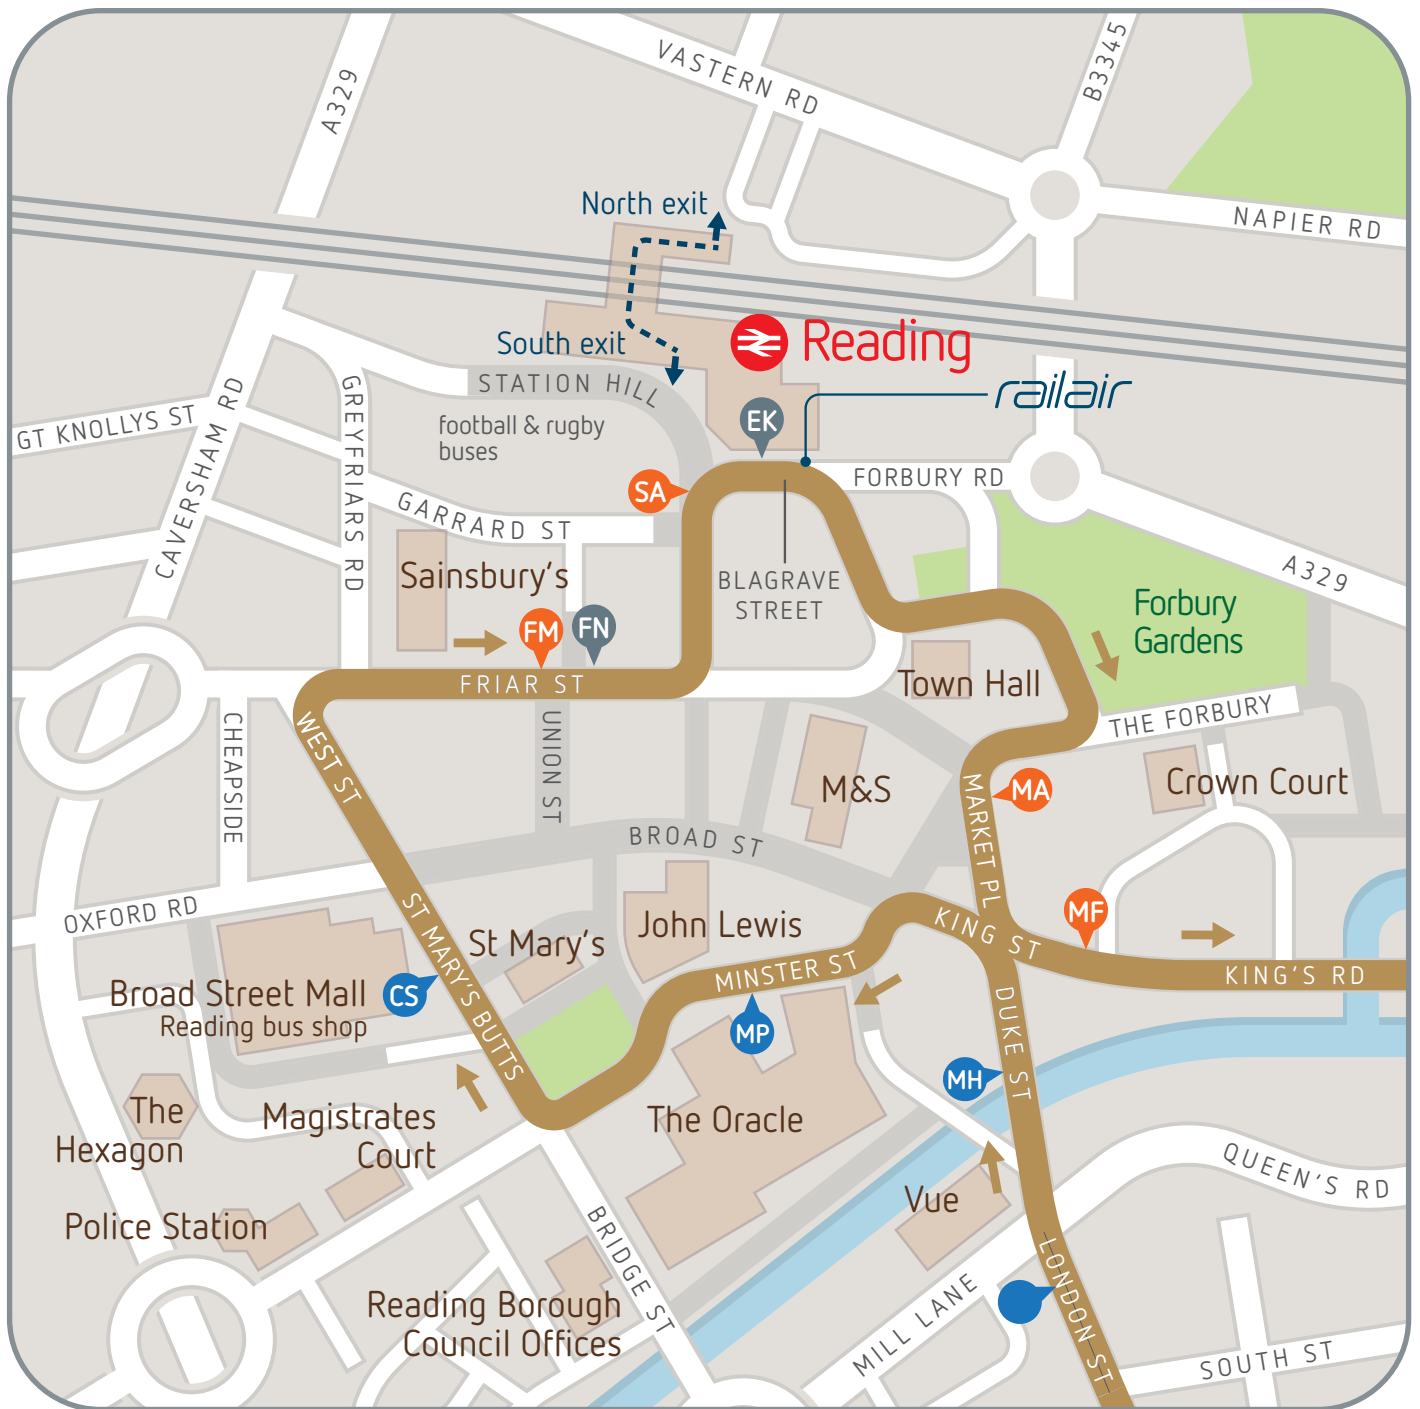 VASTERN RD
B3345
A329
North exit
NAPIER RD
South exit
Reading
railair
STATION HILL
GREYFRIARS RD
GT KNOLLYS ST
CAVERSHAM RD
football & rugby
buses
EK
FORBURY RD
SA
GARRARD ST
A329
Sainsbury's
BLAGRAVE
STREET
Forbury
Gardens
FM
FN
FRIAR ST
Town Hall
THE FORBURY
WEST ST
CHEAPSIDE
UNION ST
M&S
MARKET PL
MA
Crown Court
BROAD ST
OXFORD RD
ST MARY'S BUTTS
St Mary's
John Lewis
KING ST
MF
KING'S RD
MINSTER ST
Broad Street Mall
Reading bus shop
CS
MP
DUKE ST
MH
The
Hexagon
Magistrates
Court
The Oracle
QUEEN'S RD
Vue
Police Station
BRIDGE ST
LONDON ST
Reading Borough
Council Offices
MILL LANE
SOUTH ST